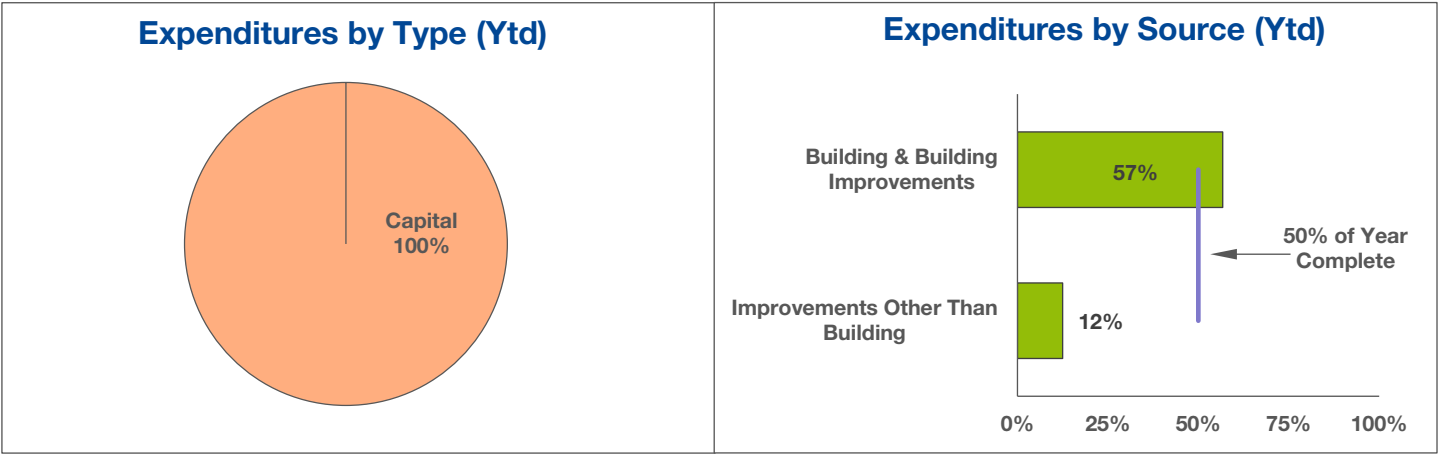 Expenditures by Type (Ytd)
Capital
100%
Expenditures by Source (Ytd)
Building & Building
Improvements
57%
50% of Year
Complete
Improvements Other Than
Building
12%
0% 25% 50% 75% 100%